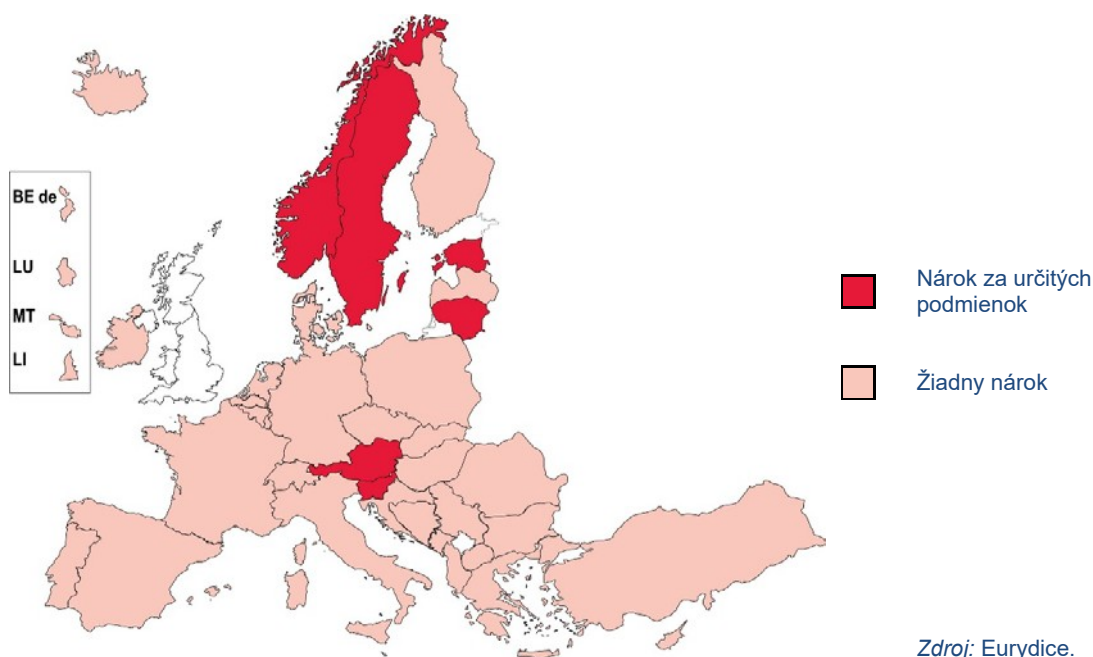 BE de
LU
MT
LI
Nárok za určitých
podmienok
Žiadny nárok
Zdroj: Eurydice.